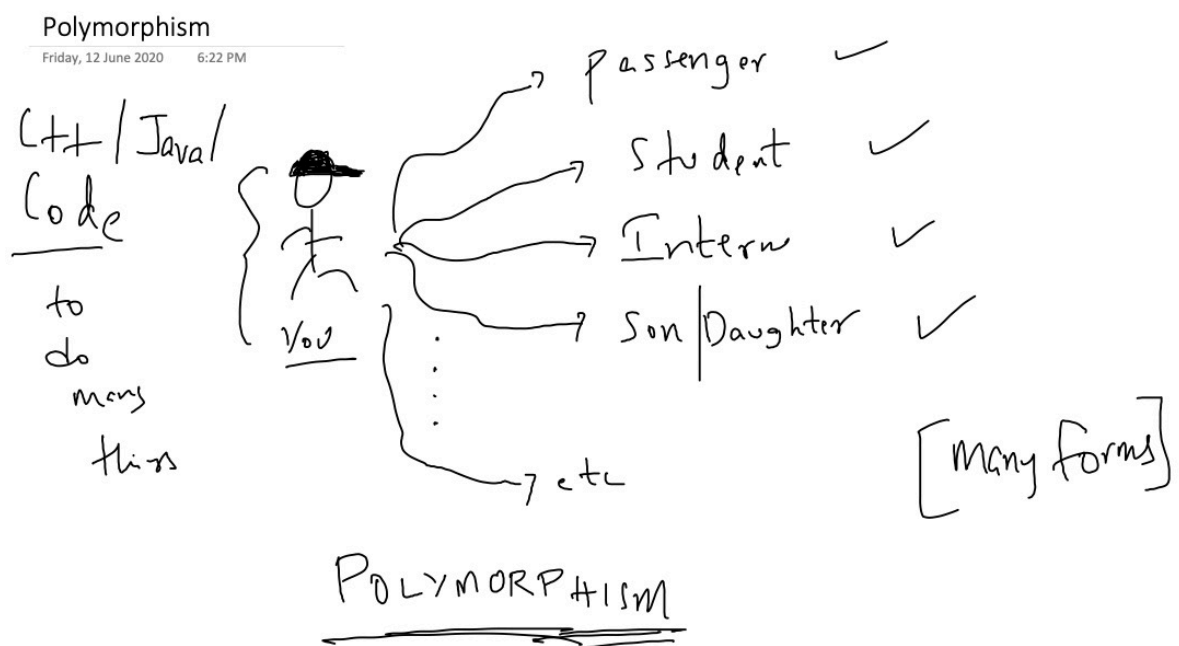 Polymorphism
Friday, 12 June 2020 6:22 PM
C++/Java/
Code
to
do
many
things
You
Passenger
Student
Intern
Son/Daughter
etc
[many forms]
POLYMORPHISM